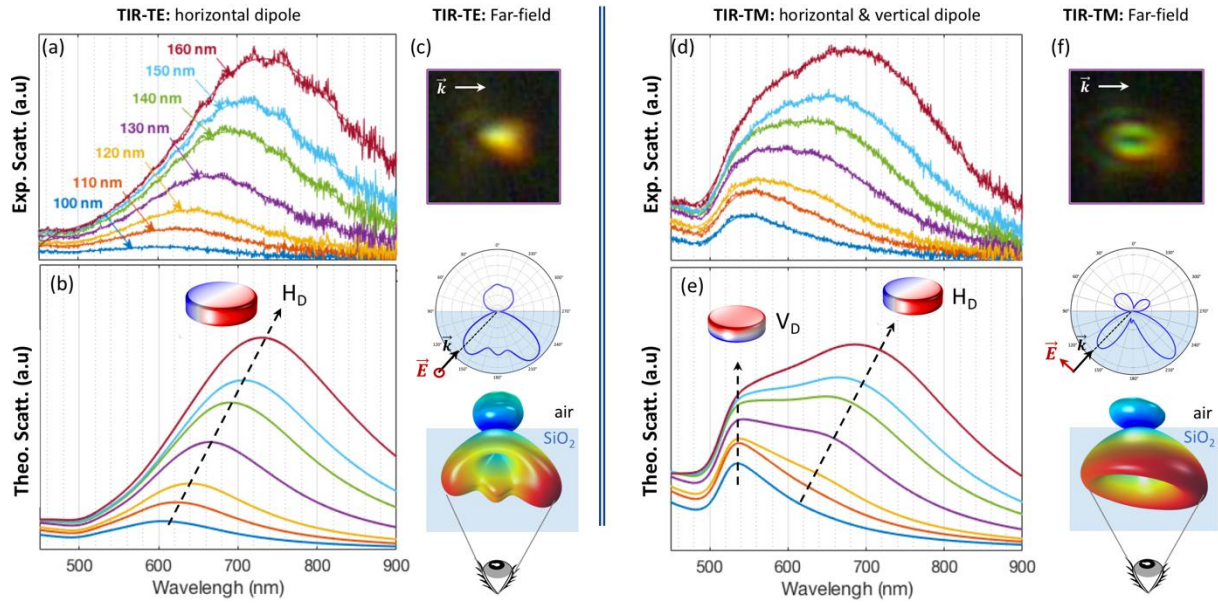 TIR-TE: horizontal dipole
TIR-TE: Far-field
TIR-TM: horizontal & vertical dipole
TIR-TM: Far-field
(a)
160 nm
150 nm
140 nm
130 nm
120 nm
110 nm
100 nm
Exp. Scatt. (a.u)
(b)
H_D
Theo. Scatt. (a.u)
500 600 700 800 900
Wavelengh (nm)
(c)
k
k
E
air
SiO₂
(d)
Exp. Scatt. (a.u)
(e)
V_D
H_D
Theo. Scatt. (a.u)
500 600 700 800 900
Wavelengh (nm)
(f)
k
k
E
air
SiO₂